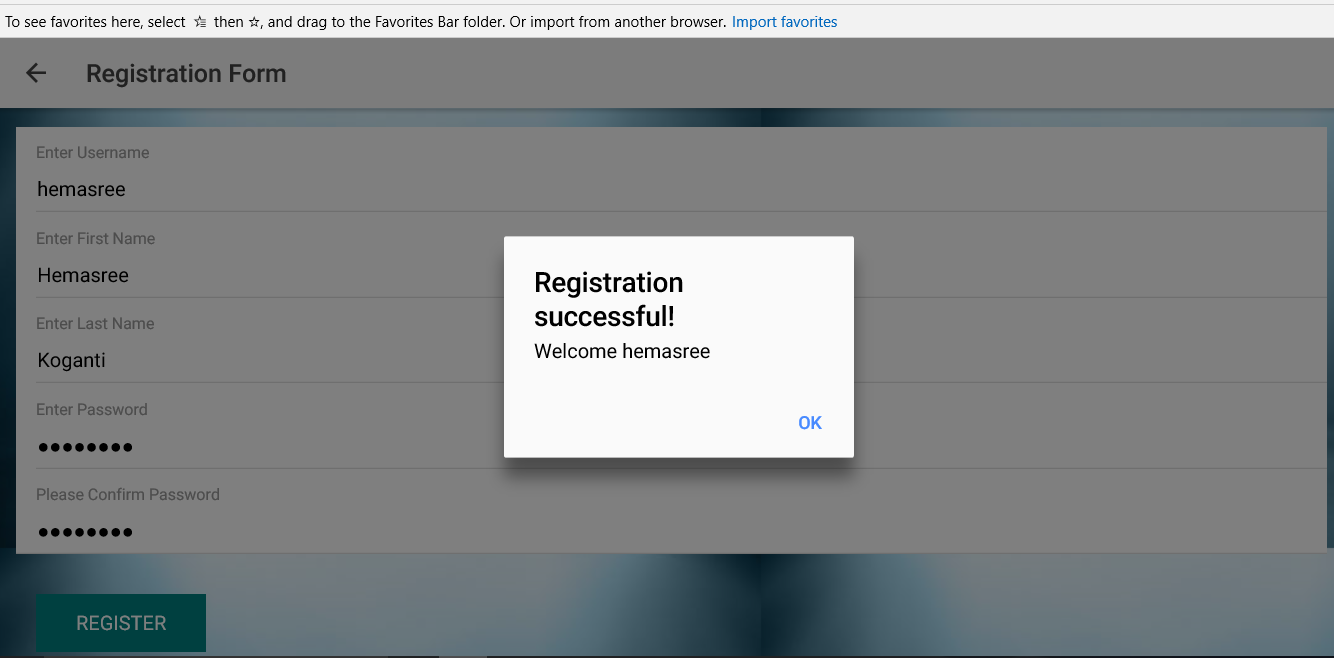 To see favorites here, select then ☆, and drag to the Favorites Bar folder. Or import from another browser. Import favorites
Registration Form
Enter Username
hemasree
Enter First Name
Hemasree
Enter Last Name
Koganti
Enter Password
••••••••
Please Confirm Password
••••••••
Registration
successful!
Welcome hemasree
OK
REGISTER